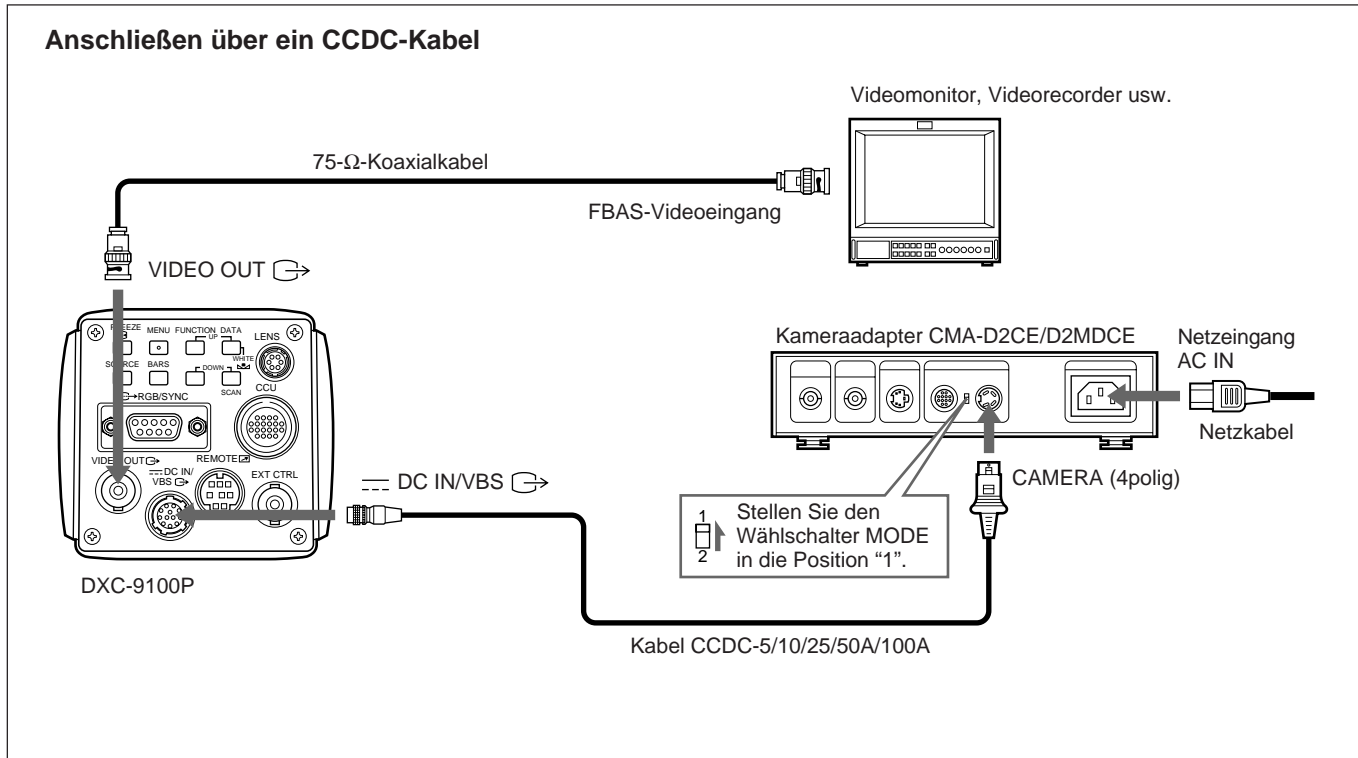 Anschließen über ein CCDC-Kabel
Videomonitor, Videorecorder usw.
75-Ω-Koaxialkabel
FBAS-Videoeingang
VIDEO OUT
FREEZE MENU FUNCTION DATA
UP
LENS
WHITE
SOURCE BARS
DOWN
SCAN
CCU
RGB/SYNC
VIDEO OUT
REMOTE
DC IN/
VBS
EXT CTRL
DXC-9100P
DC IN/VBS
Kameraadapter CMA-D2CE/D2MDCE
Netzeingang
AC IN
Netzkabel
CAMERA (4polig)
1
2
Stellen Sie den
Wählschalter MODE
in die Position “1”.
Kabel CCDC-5/10/25/50A/100A